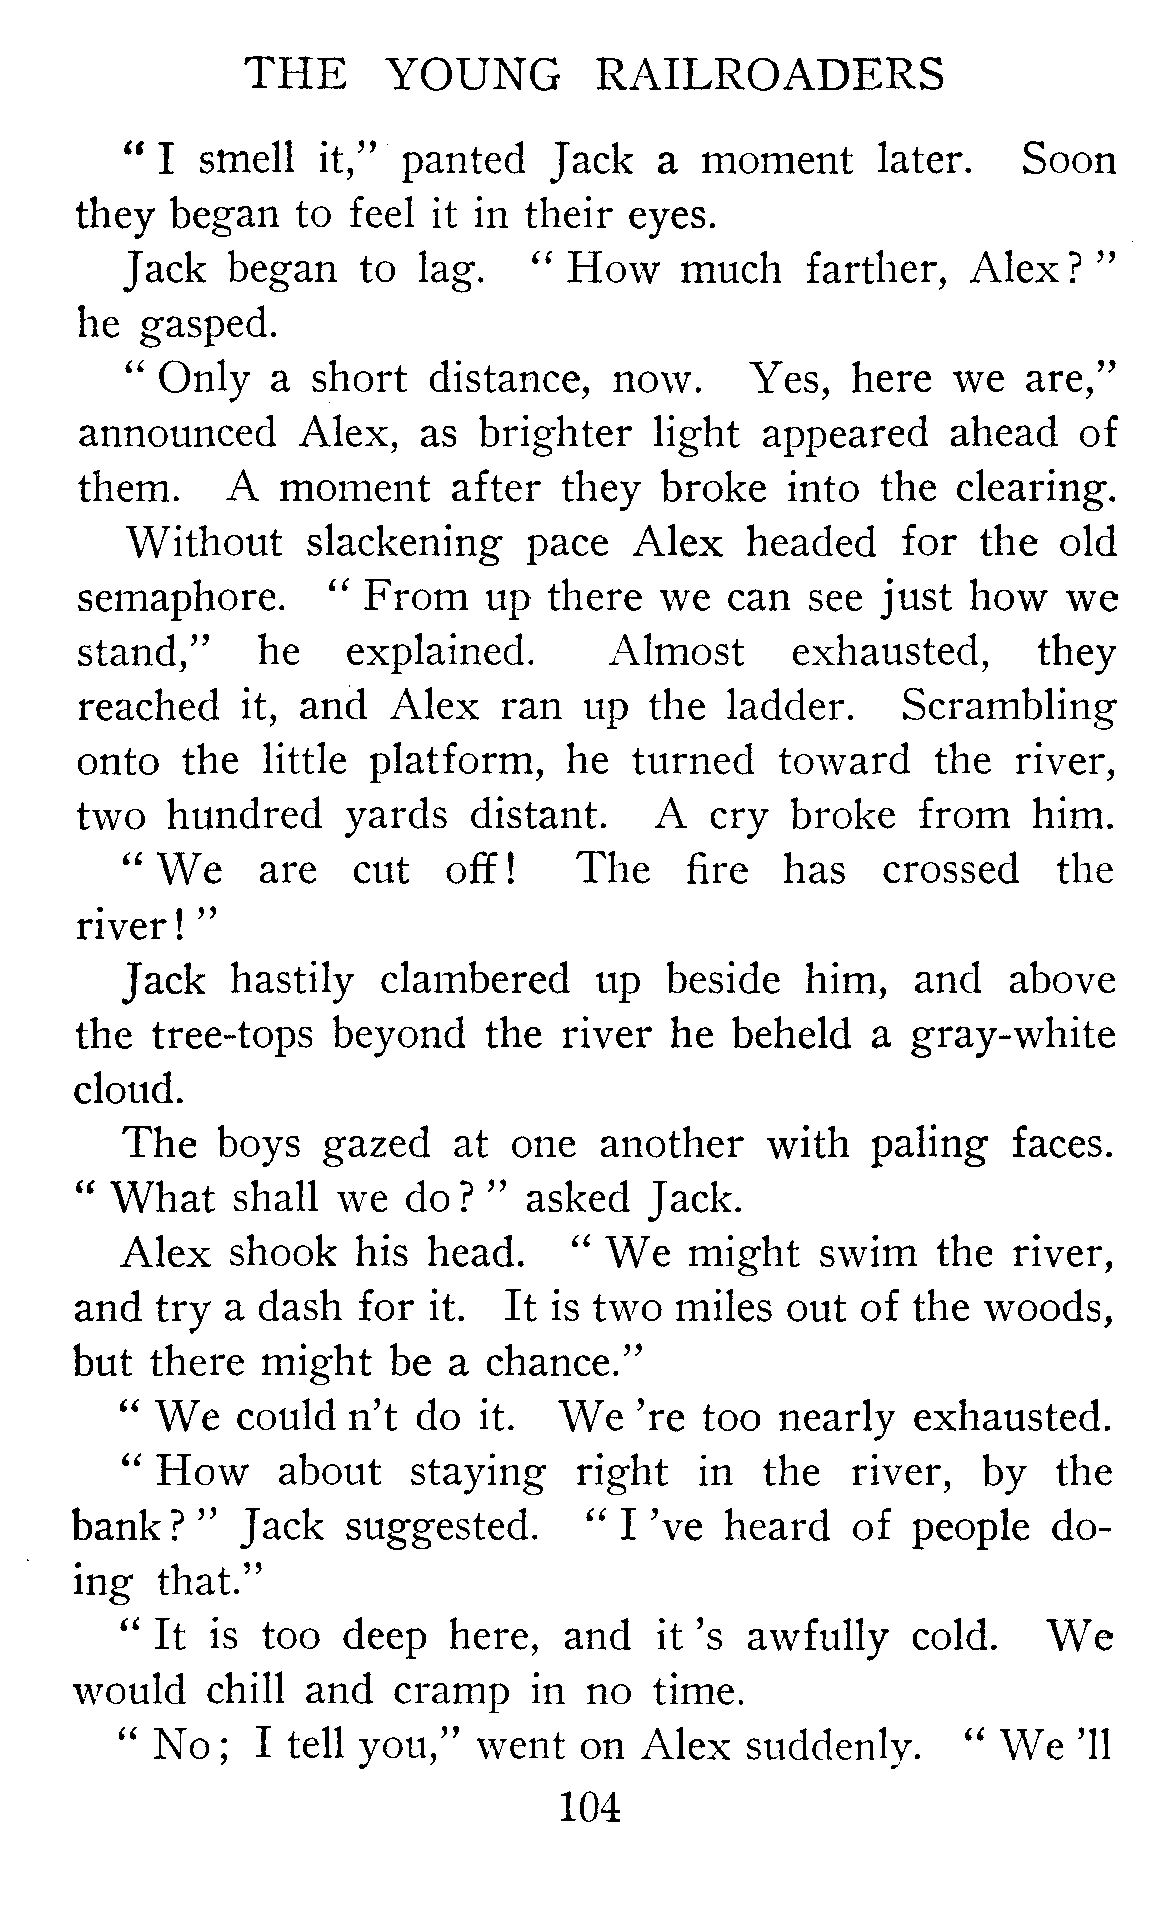 THE YOUNG RAILROADERS
“ I smell it,” panted Jack a moment later. Soon
they began to feel it in their eyes.
Jack began to lag. “ How much farther, Alex? ”
he gasped.
“ Only a short distance, now. Yes, here we are,”
announced Alex, as brighter light appeared ahead of
them. A moment after they broke into the clearing.
Without slackening pace Alex headed for the old
semaphore. “ From up there we can see just how we
stand,” he explained. Almost exhausted, they
reached it, and Alex ran up the ladder. Scrambling
onto the little platform, he turned toward the river,
two hundred yards distant. A cry broke from him.
“ We are cut off! The fire has crossed the
river! ”
Jack hastily clambered up beside him, and above
the tree-tops beyond the river he beheld a gray-white
cloud.
The boys gazed at one another with paling faces.
“ What shall we do? ” asked Jack.
Alex shook his head. “ We might swim the river,
and try a dash for it. It is two miles out of the woods,
but there might be a chance.”
“ We could n’t do it. We ’re too nearly exhausted.
“ How about staying right in the river, by the
bank? ” Jack suggested. “ I ’ve heard of people do-
ing that.”
“ It is too deep here, and it ’s awfully cold. We
would chill and cramp in no time.
“ No; I tell you,” went on Alex suddenly. “ We ’ll
104